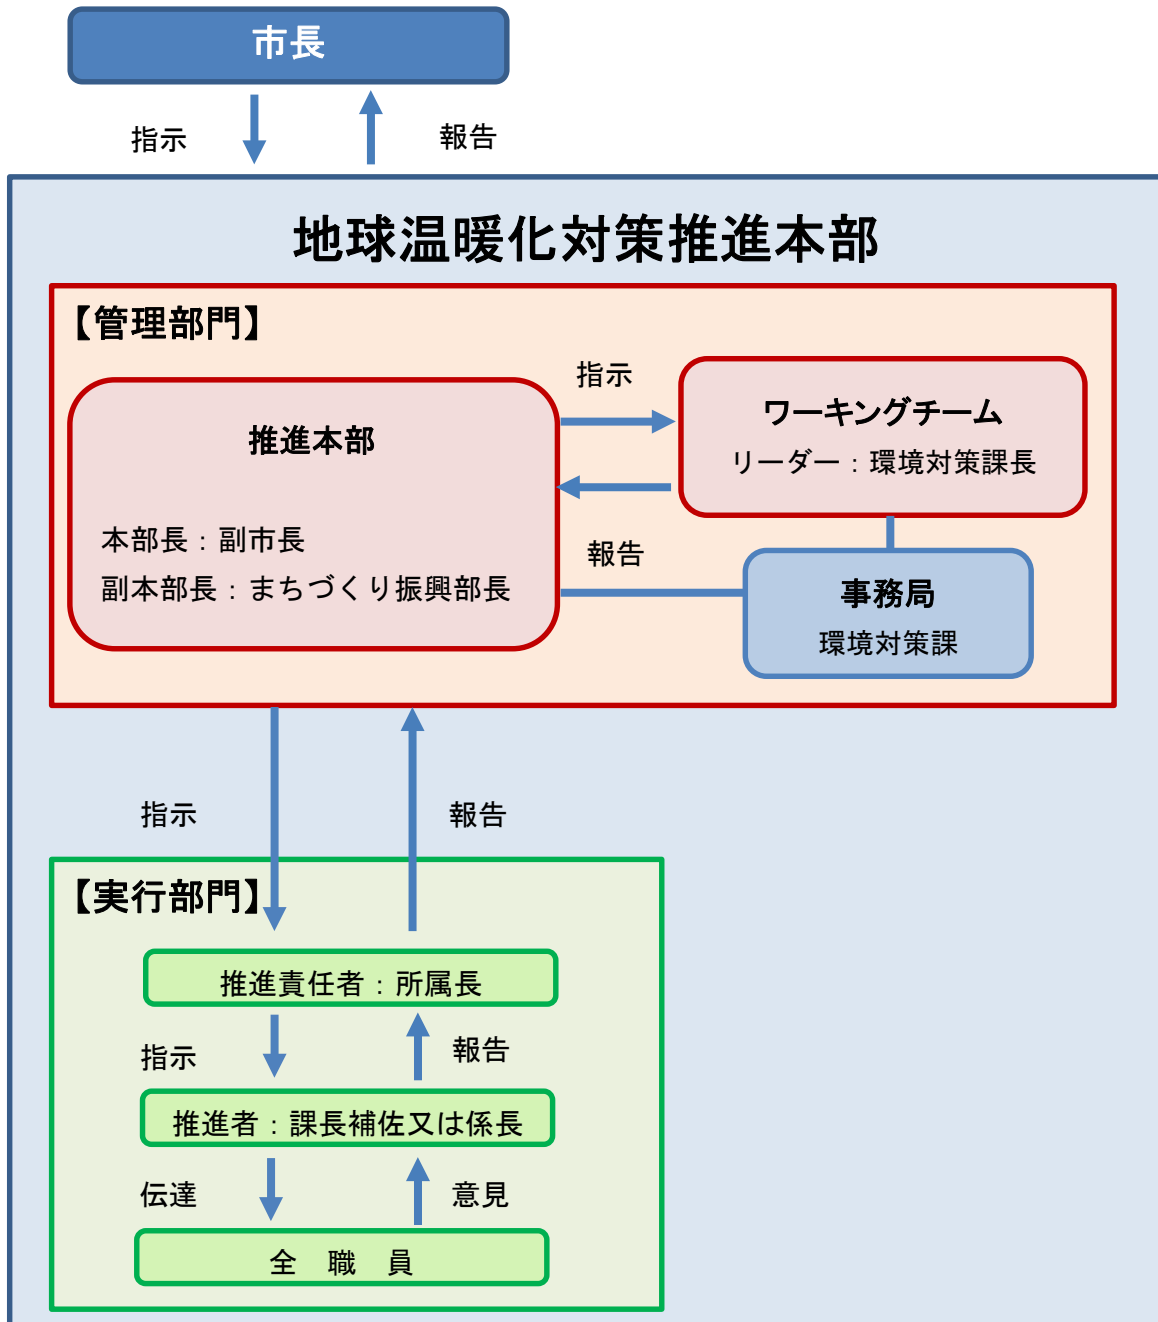 市長
指示
報告
地球温暖化対策推進本部
【管理部門】
指示
推進本部
ワーキングチーム
リーダー：環境対策課長
本部長：副市長
報告
副本部長：まちづくり振興部長
事務局
環境対策課
指示
報告
【実行部門】
推進責任者：所属長
指示
報告
推進者：課長補佐又は係長
伝達
意見
全　職　員